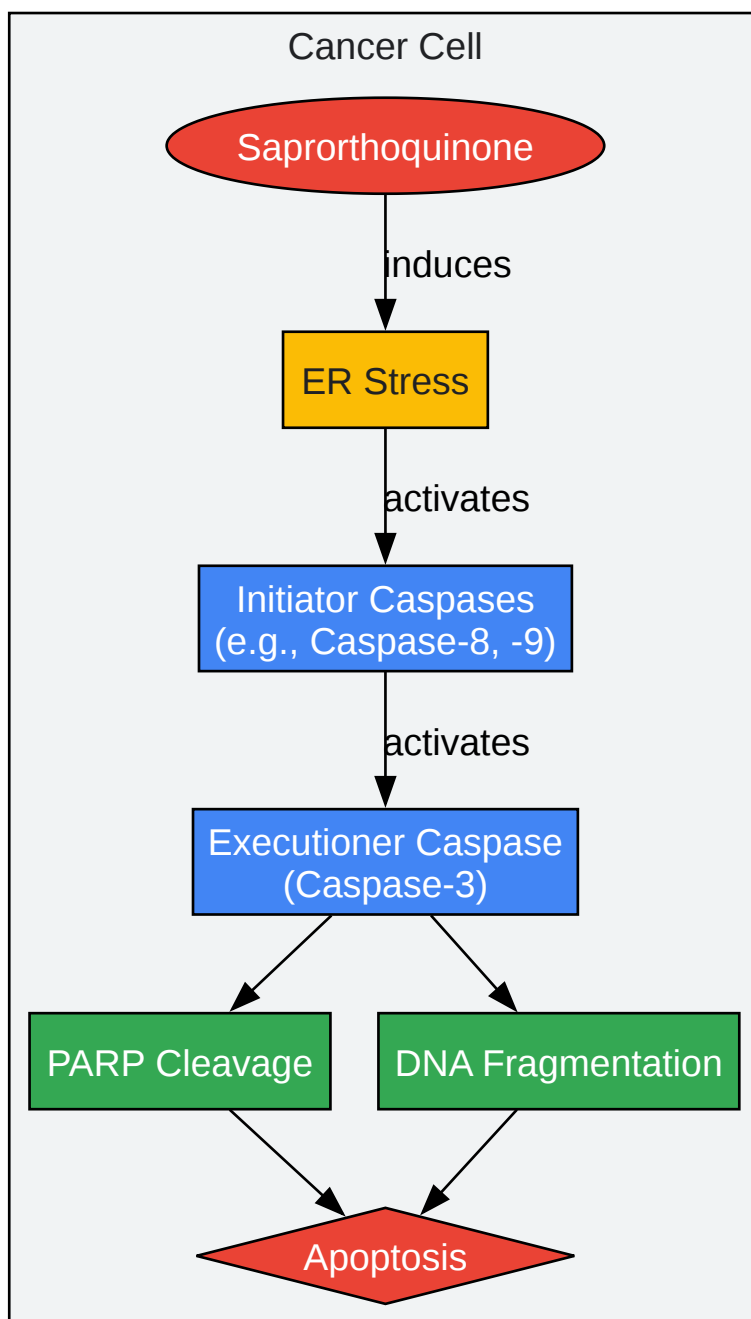 Cancer Cell
Saprorthoquinone
induces
ER Stress
activates
Initiator Caspases
(e.g., Caspase-8, -9)
activates
Executioner Caspase
(Caspase-3)
PARP Cleavage
DNA Fragmentation
Apoptosis